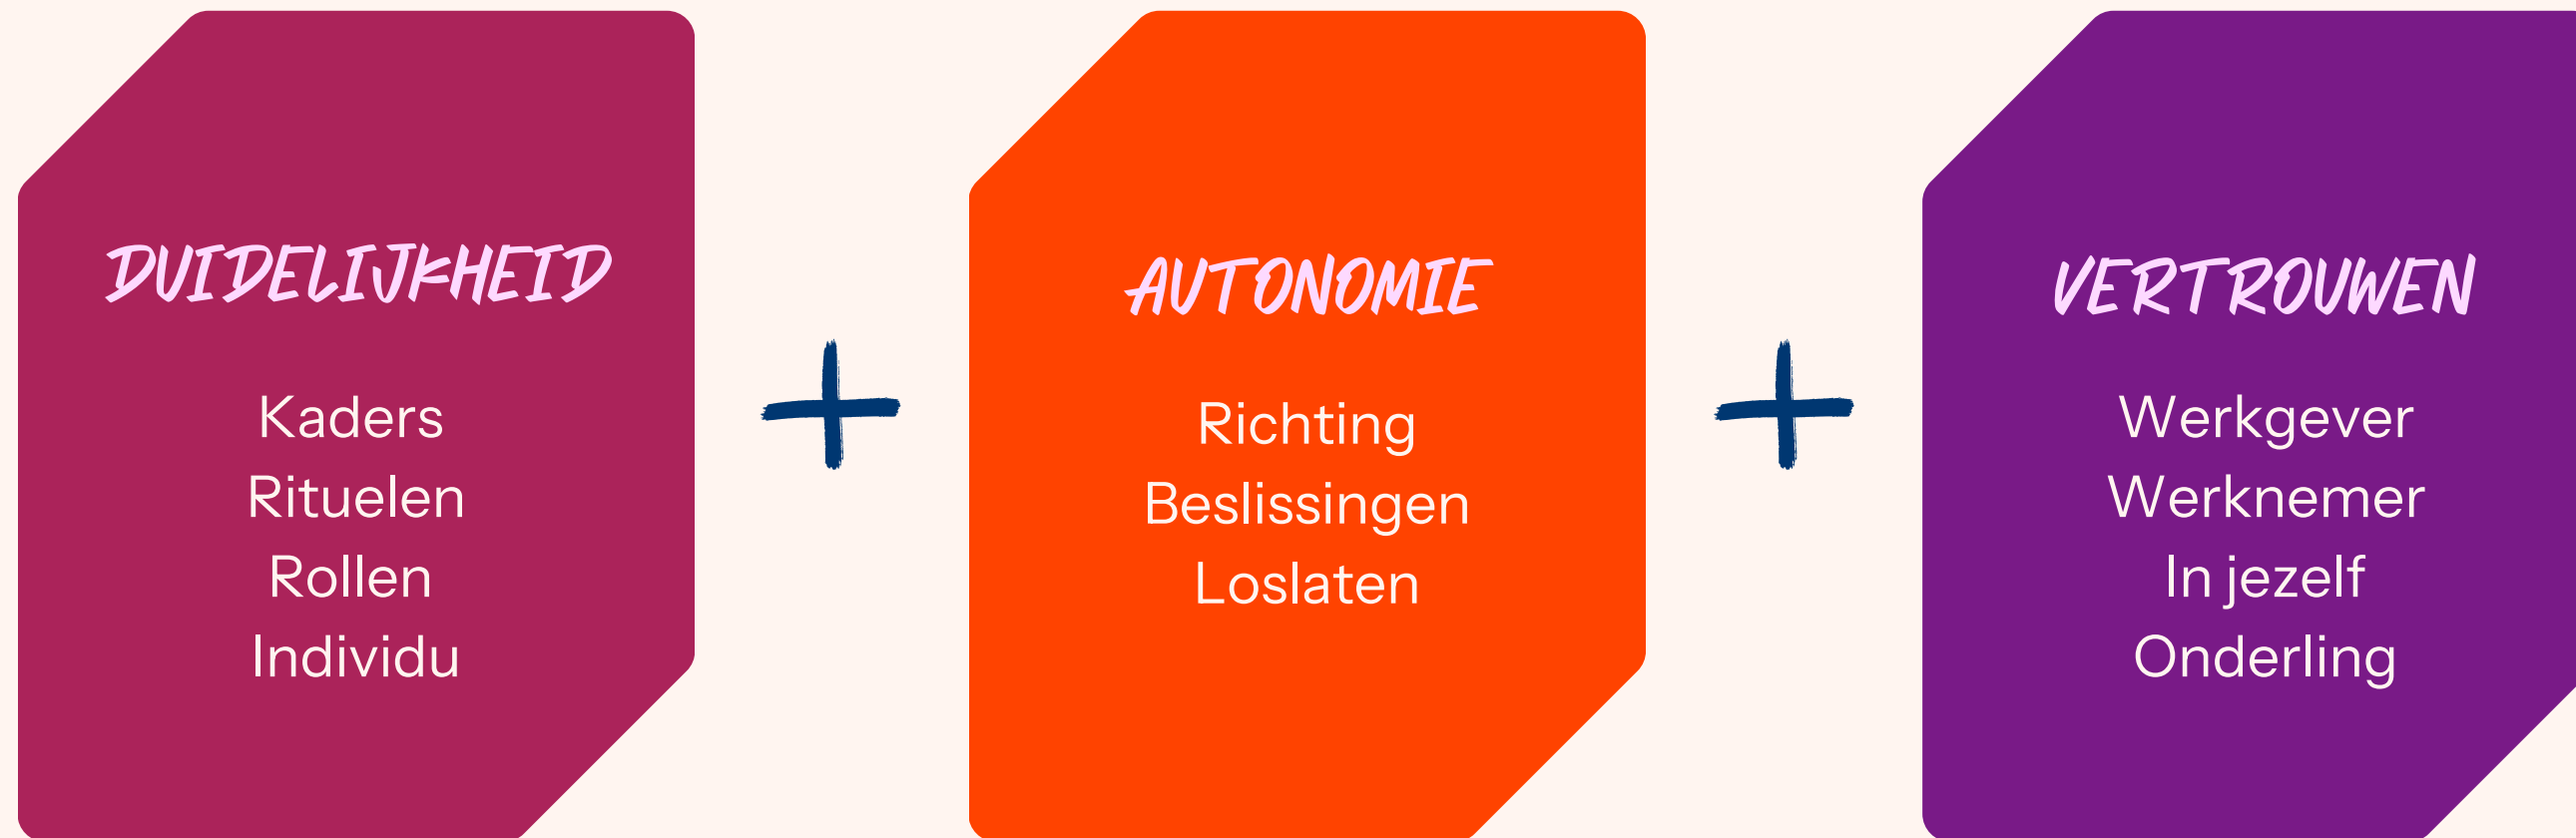 DUIDELIJKHEID
Kaders
Rituelen
Rollen
Individu
+
AUTONOMIE
Richting
Beslissingen
Loslaten
+
VERTROUWEN
Werkgever
Werknemer
In jezelf
Onderling